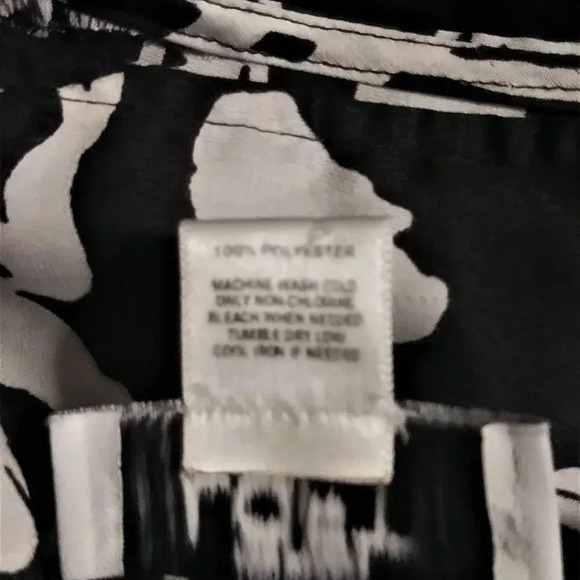 100% POLYESTER
MACHINE WASH COLD
ONLY NON-CHLORINE
BLEACH WHEN NEEDED
TUMBLE DRY LOW
COOL IRON IF NEEDED